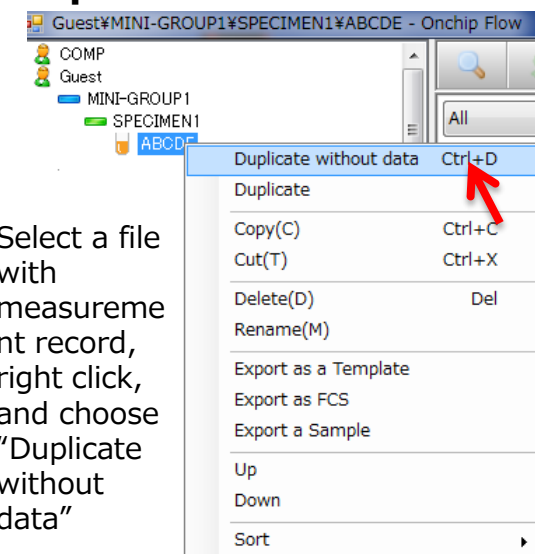 Guest¥MINI-GROUP1¥SPECIMEN1¥ABCDE - Onchip Flow
COMP
Guest
MINI-GROUP1
SPECIMEN1
ABCDE
All
Duplicate without data Ctrl+D
Duplicate
Copy(C) Ctrl+C
Cut(T) Ctrl+X
Delete(D) Del
Rename(M)
Export as a Template
Export as FCS
Export a Sample
Up
Down
Sort
Select a file
with
measureme
nt record,
right click,
and choose
“Duplicate
without
data”